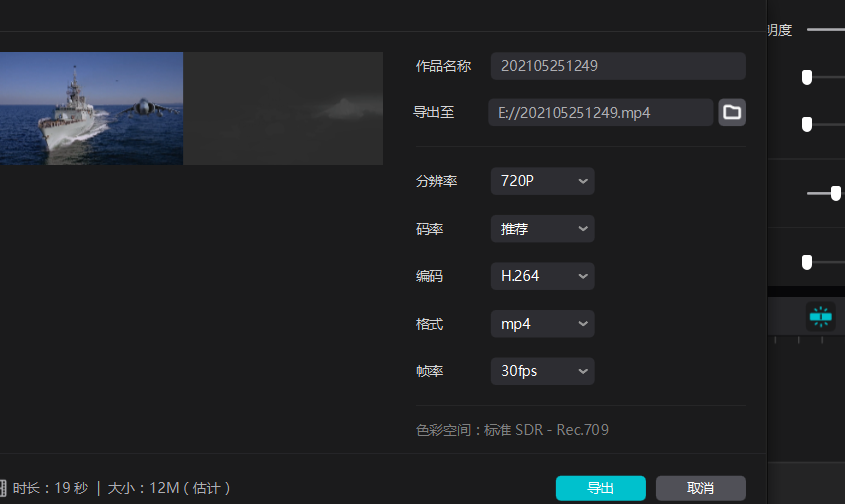 明度
作品名称 202105251249
导出至 E://202105251249.mp4
分辨率 720P
码率 推荐
编码 H.264
格式 mp4
帧率 30fps
色彩空间：标准 SDR - Rec.709
时长：19 秒 | 大小：12M（估计）
导出 取消